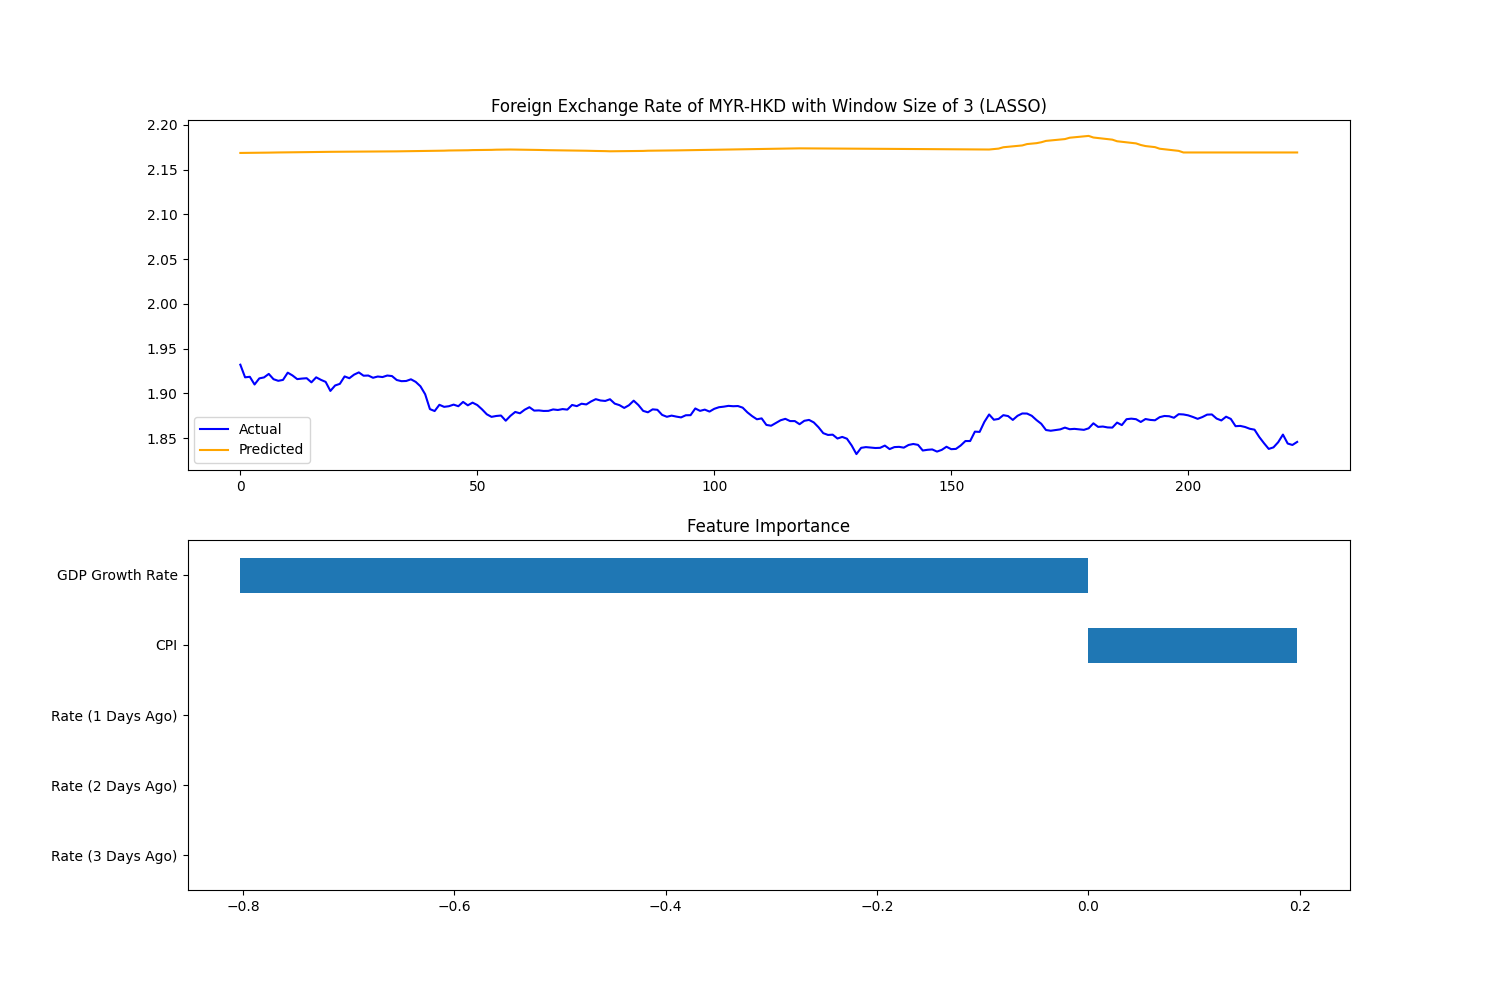 Foreign Exchange Rate of MYR-HKD with Window Size of 3 (LASSO)
2.20
2.15
2.10
2.05
2.00
1.95
1.90
1.85
Actual
Predicted
0 50 100 150 200
Feature Importance
GDP Growth Rate
CPI
Rate (1 Days Ago)
Rate (2 Days Ago)
Rate (3 Days Ago)
−0.8 −0.6 −0.4 −0.2 0.0 0.2